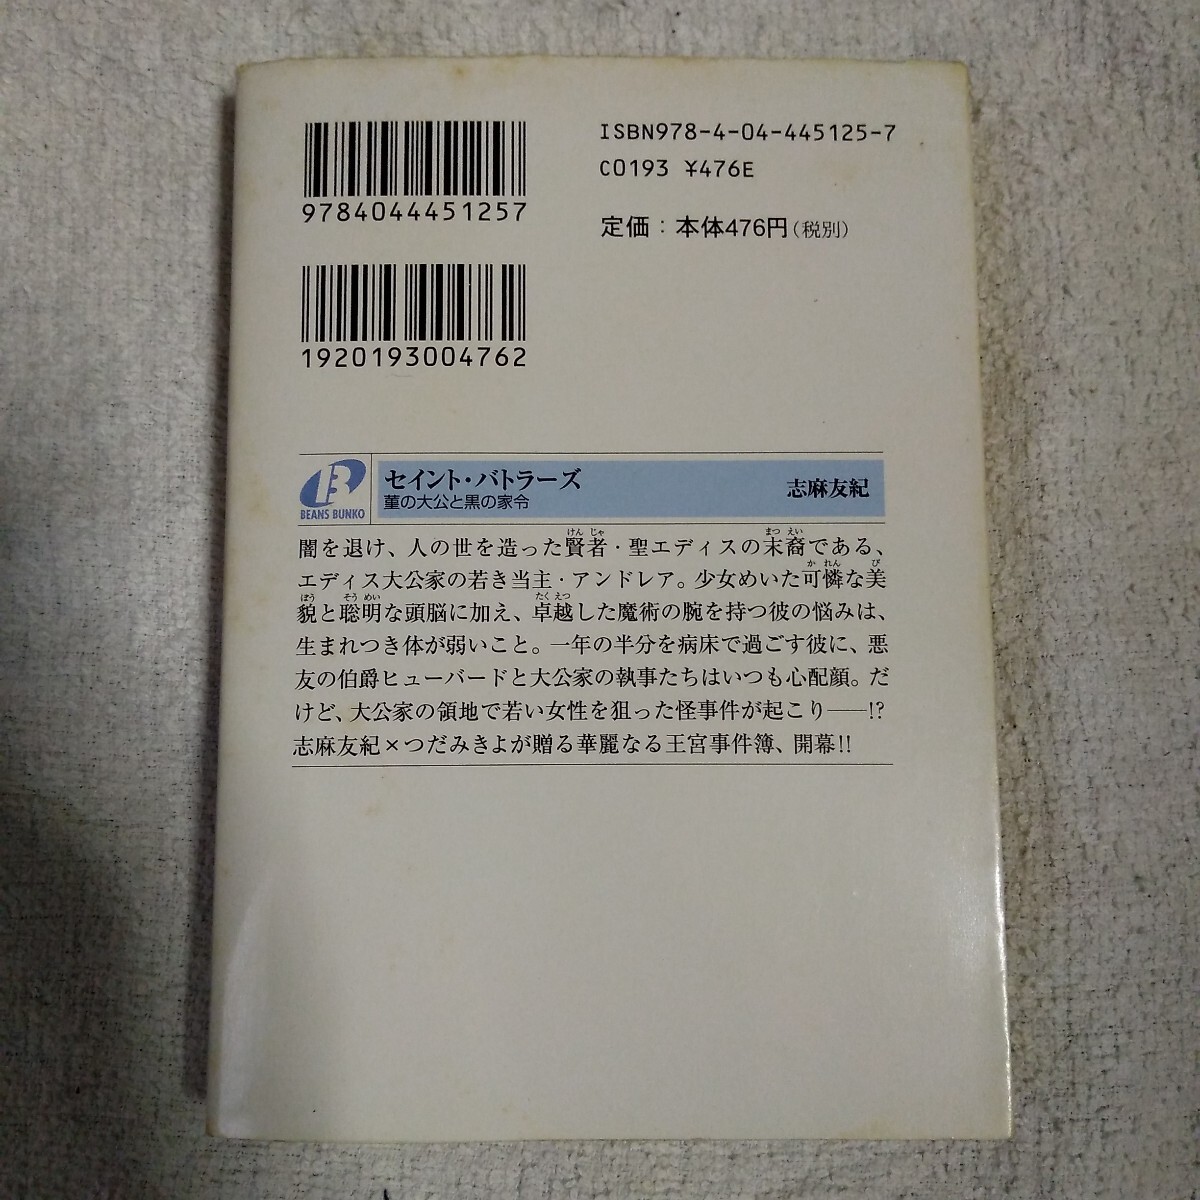 ISBN978-4-04-445125-7
C0193 ¥476E
定価：本体476円（税別）
9784044451257
1920193004762
BEANS BUNKO
セイント・バトラーズ
菫の大公と黒の家令
志麻友紀
闇を退け、人の世を造った賢者・聖エディスの末裔である、
エディス大公家の若き当主・アンドレア。少女めいた可憐な美
貌と聡明な頭脳に加え、卓越した魔術の腕を持つ彼の悩みは、
生まれつき体が弱いこと。一年の半分を病床で過ごす彼に、悪
友の伯爵ヒューバードと大公家の執事たちはいつも心配顔。だ
けど、大公家の領地で若い女性を狙った怪事件が起こり――!?
志麻友紀×つだみきよが贈る華麗なる王宮事件簿、開幕!!